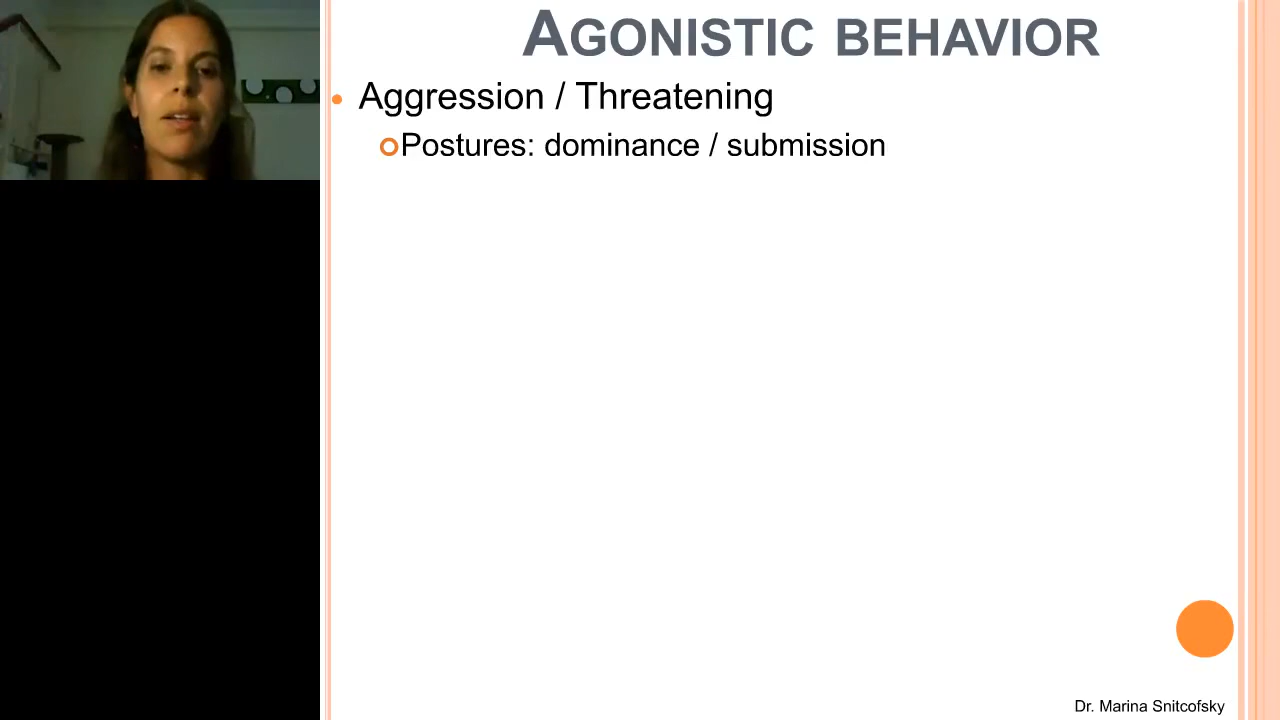 AGONISTIC BEHAVIOR
Aggression / Threatening
Postures: dominance / submission
Dr. Marina Snitcofsky